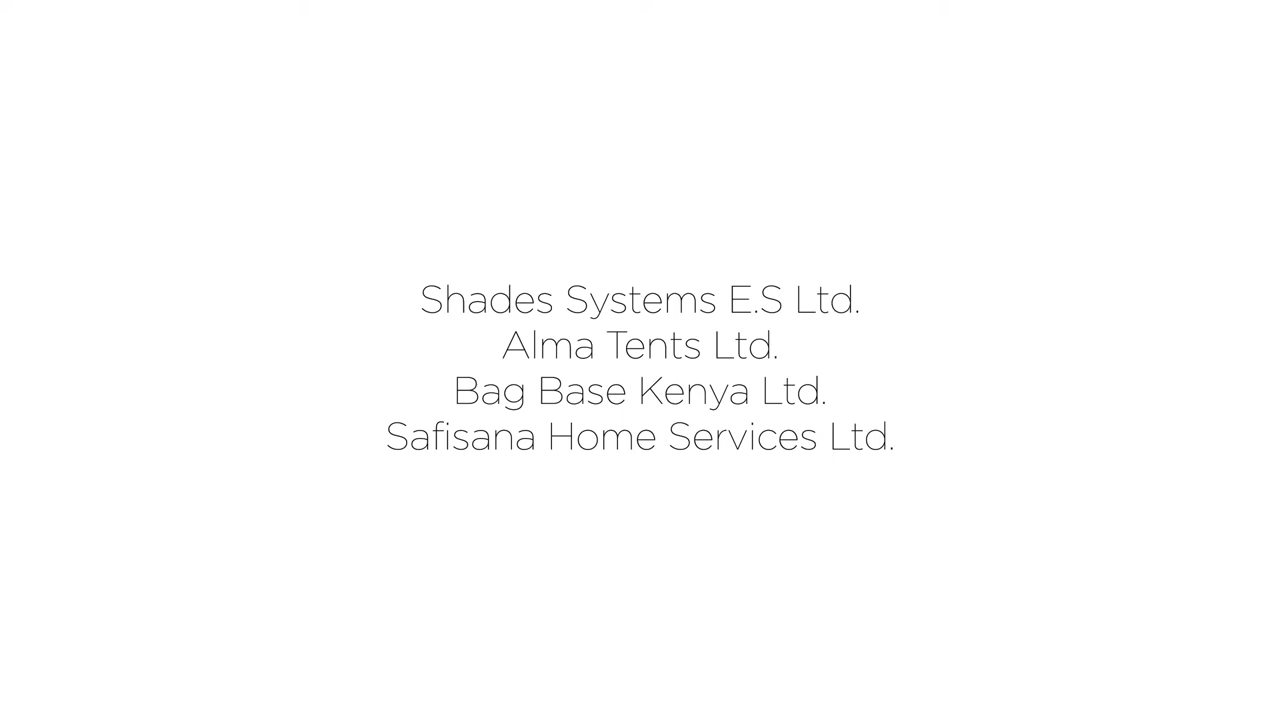 Shades Systems E.S Ltd.
Alma Tents Ltd.
Bag Base Kenya Ltd.
Safisana Home Services Ltd.